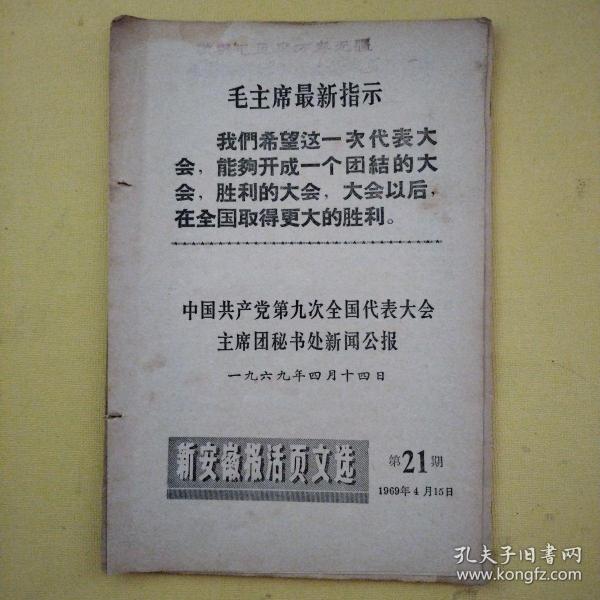 毛主席最新指示
我們希望这一次代表大
会，能夠开成一个团結的大
会，胜利的大会，大会以后，
在全国取得更大的胜利。
中国共产党第九次全国代表大会
主席团秘书处新闻公报
一九六九年四月十四日
新安徽报活页文选
第21期
1969年4月15日
孔夫子旧书网
www.kongfz.com